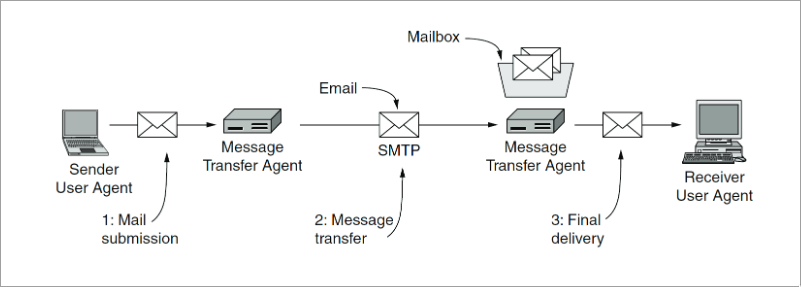 Mailbox
Email
Message
Transfer Agent
SMTP
Message
Transfer Agent
Sender
User Agent
Receiver
User Agent
1: Mail
submission
2: Message
transfer
3: Final
delivery